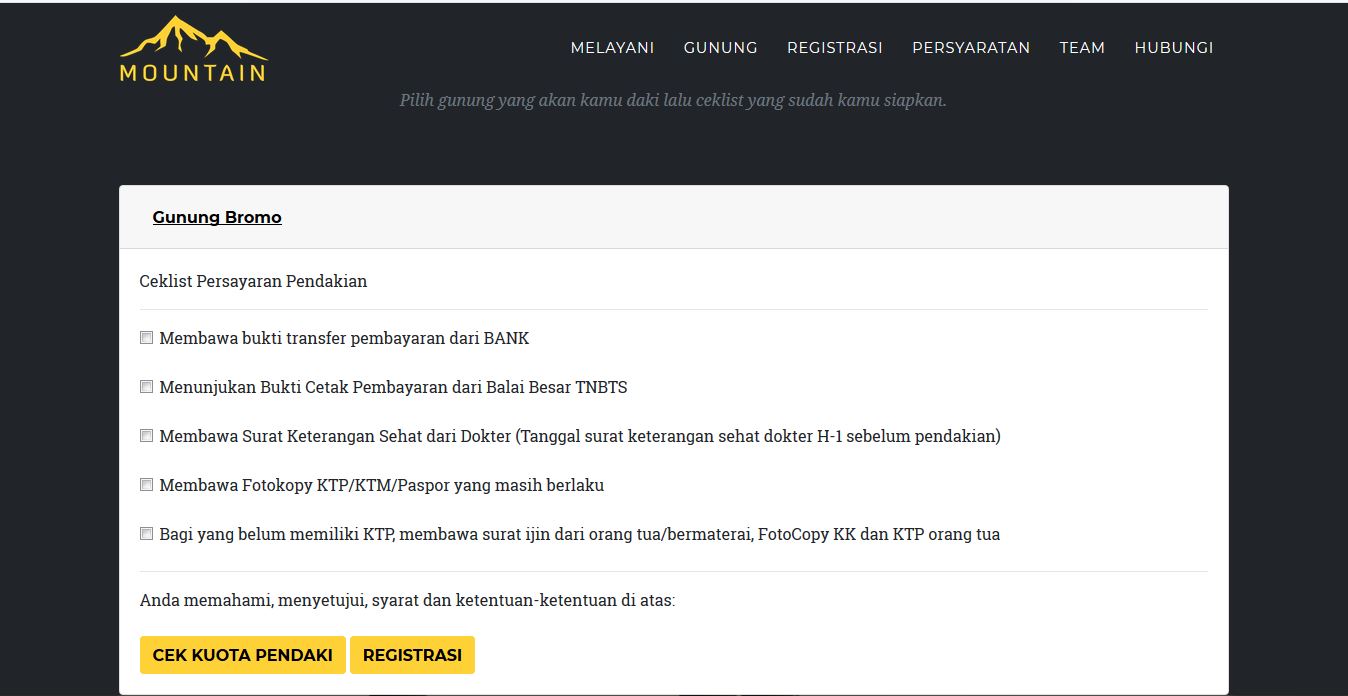 MOUNTAIN
MELAYANI GUNUNG REGISTRASI PERSYARATAN TEAM HUBUNGI
Pilih gunung yang akan kamu daki lalu ceklist yang sudah kamu siapkan.
Gunung Bromo
Ceklist Persayaran Pendakian
Membawa bukti transfer pembayaran dari BANK
Menunjukan Bukti Cetak Pembayaran dari Balai Besar TNBTS
Membawa Surat Keterangan Sehat dari Dokter (Tanggal surat keterangan sehat dokter H-1 sebelum pendakian)
Membawa Fotokopy KTP/KTM/Paspor yang masih berlaku
Bagi yang belum memiliki KTP, membawa surat ijin dari orang tua/bermaterai, FotoCopy KK dan KTP orang tua
Anda memahami, menyetujui, syarat dan ketentuan-ketentuan di atas:
CEK KUOTA PENDAKI REGISTRASI